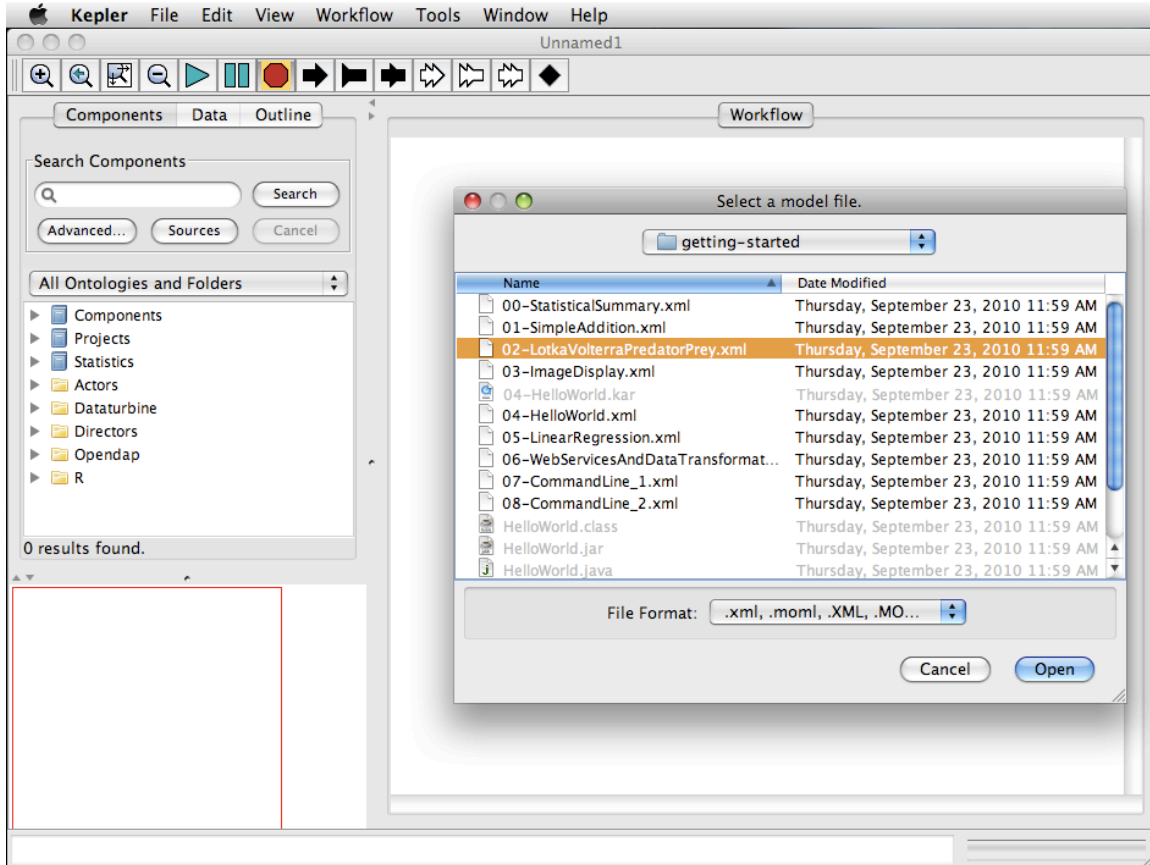 Kepler File Edit View Workflow Tools Window Help
Unnamed1
Components Data Outline
Workflow
Search Components
Search
Advanced... Sources Cancel
All Ontologies and Folders
Components
Projects
Statistics
Actors
Dataturbine
Directors
Opendap
R
0 results found.
Select a model file.
getting-started
Name Date Modified
00-StatisticalSummary.xml Thursday, September 23, 2010 11:59 AM
01-SimpleAddition.xml Thursday, September 23, 2010 11:59 AM
02-LotkaVolterraPredatorPrey.xml Thursday, September 23, 2010 11:59 AM
03-ImageDisplay.xml Thursday, September 23, 2010 11:59 AM
04-HelloWorld.kar Thursday, September 23, 2010 11:59 AM
04-HelloWorld.xml Thursday, September 23, 2010 11:59 AM
05-LinearRegression.xml Thursday, September 23, 2010 11:59 AM
06-WebServicesAndDataTransformat... Thursday, September 23, 2010 11:59 AM
07-CommandLine_1.xml Thursday, September 23, 2010 11:59 AM
08-CommandLine_2.xml Thursday, September 23, 2010 11:59 AM
HelloWorld.class Thursday, September 23, 2010 11:59 AM
HelloWorld.jar Thursday, September 23, 2010 11:59 AM
HelloWorld.java Thursday, September 23, 2010 11:59 AM
File Format: .xml, .moml, .XML, .MO...
Cancel Open